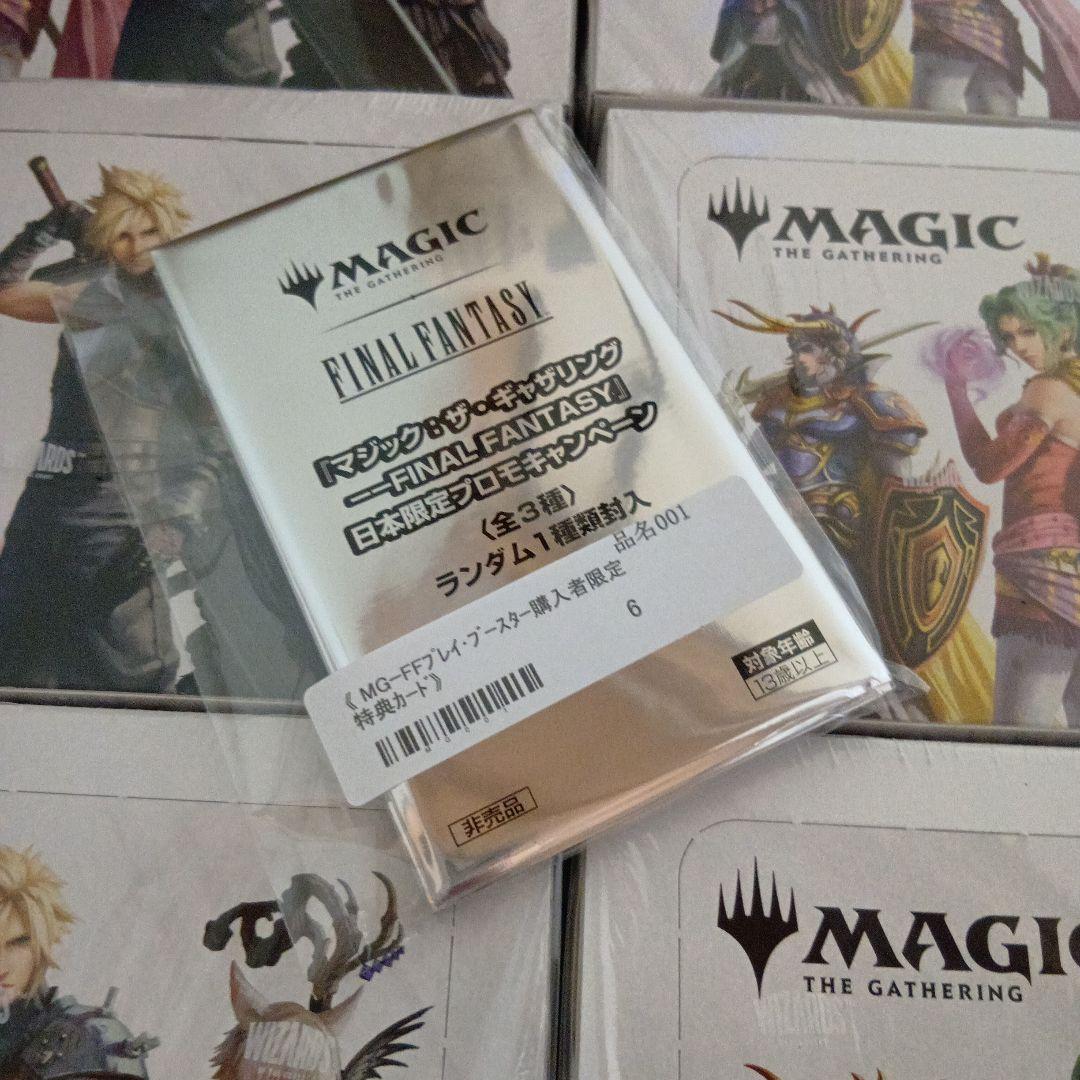 MAGIC
THE GATHERING
FINAL FANTASY
『マジック：ザ・ギャザリング
——FINAL FANTASY』
日本限定プロモキャンペーン
〈全3種〉
ランダム1種類封入
品名001
《MG-FFプレイ・ブースター購入者限定
特典カード》
6
対象年齢
13歳以上
非売品
MAGIC
THE GATHERING
WIZARDS
MAGIC
THE GATHERING
WIZARDS
WIZARDS